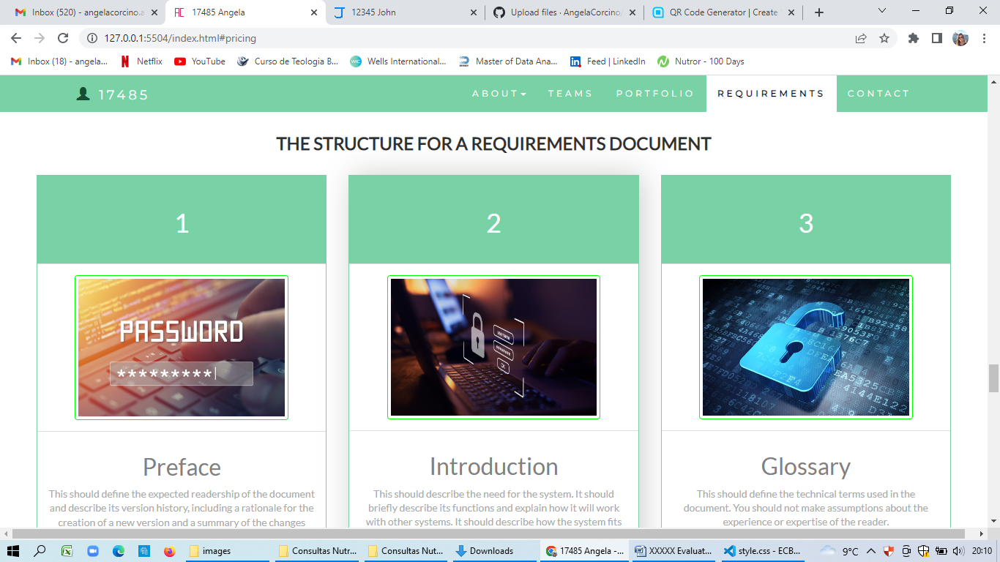 Inbox (520) - angelacorcino.a
17485 Angela
12345 John
Upload files · AngelaCorcino/
QR Code Generator | Create
127.0.0.1:5504/index.html#pricing
Inbox (18) - angela...
Netflix
YouTube
Curso de Teologia B...
Wells International...
Master of Data Ana...
Feed | LinkedIn
Nutror - 100 Days
17485
ABOUT
TEAMS
PORTFOLIO
REQUIREMENTS
CONTACT
THE STRUCTURE FOR A REQUIREMENTS DOCUMENT
1
2
3
PASSWORD
*********|
Preface
This should define the expected readership of the document
and describe its version history, including a rationale for the
creation of a new version and a summary of the changes
Introduction
This should describe the need for the system. It should
briefly describe its functions and explain how it will work
with other systems. It should describe how the system fits
Glossary
This should define the technical terms used in the
document. You should not make assumptions about the
experience or expertise of the reader.
images
Consultas Nutr...
Consultas Nut...
Downloads
17485 Angela -...
XXXXX Evaluat...
style.css - ECB...
9°C
20:10